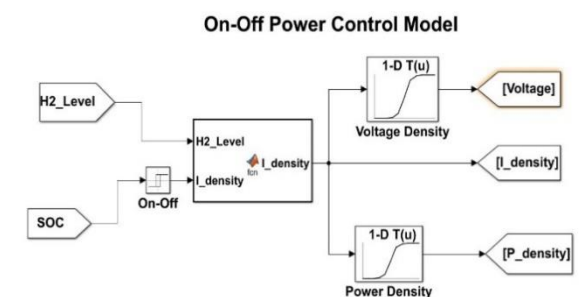 On-Off Power Control Model
1-D T(u)
[Voltage]
Voltage Density
H2_Level
H2_Level
I_density
fcn
I_density
[I_density]
On-Off
SOC
1-D T(u)
[P_density]
Power Density